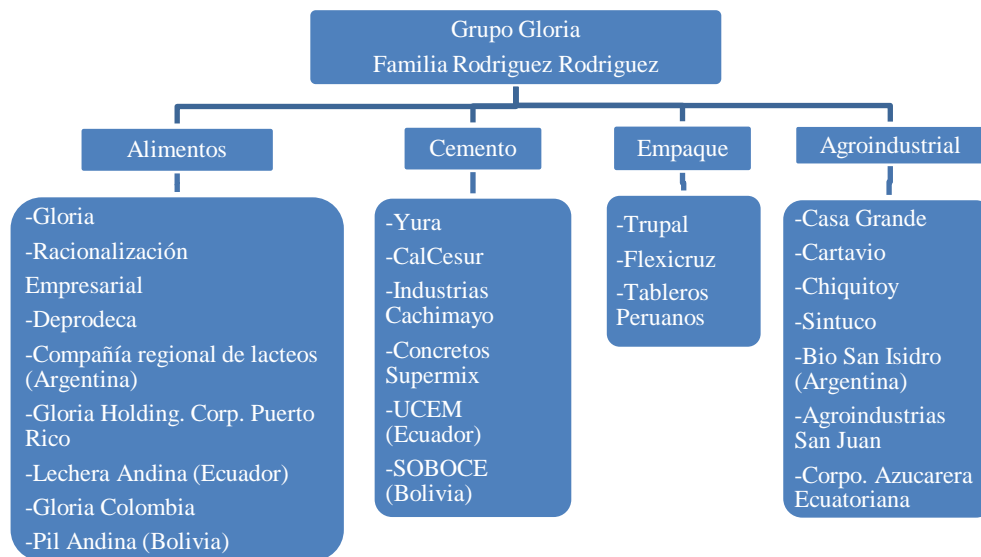 Grupo Gloria
Familia Rodriguez Rodriguez
Alimentos
-Gloria
-Racionalización
Empresarial
-Deprodeca
-Compañía regional de lacteos
(Argentina)
-Gloria Holding. Corp. Puerto
Rico
-Lechera Andina (Ecuador)
-Gloria Colombia
-Pil Andina (Bolivia)
Cemento
-Yura
-CalCesur
-Industrias
Cachimayo
-Concretos
Supermix
-UCEM
(Ecuador)
-SOBOCE
(Bolivia)
Empaque
-Trupal
-Flexicruz
-Tableros
Peruanos
Agroindustrial
-Casa Grande
-Cartavio
-Chiquitoy
-Sintuco
-Bio San Isidro
(Argentina)
-Agroindustrias
San Juan
-Corpo. Azucarera
Ecuatoriana